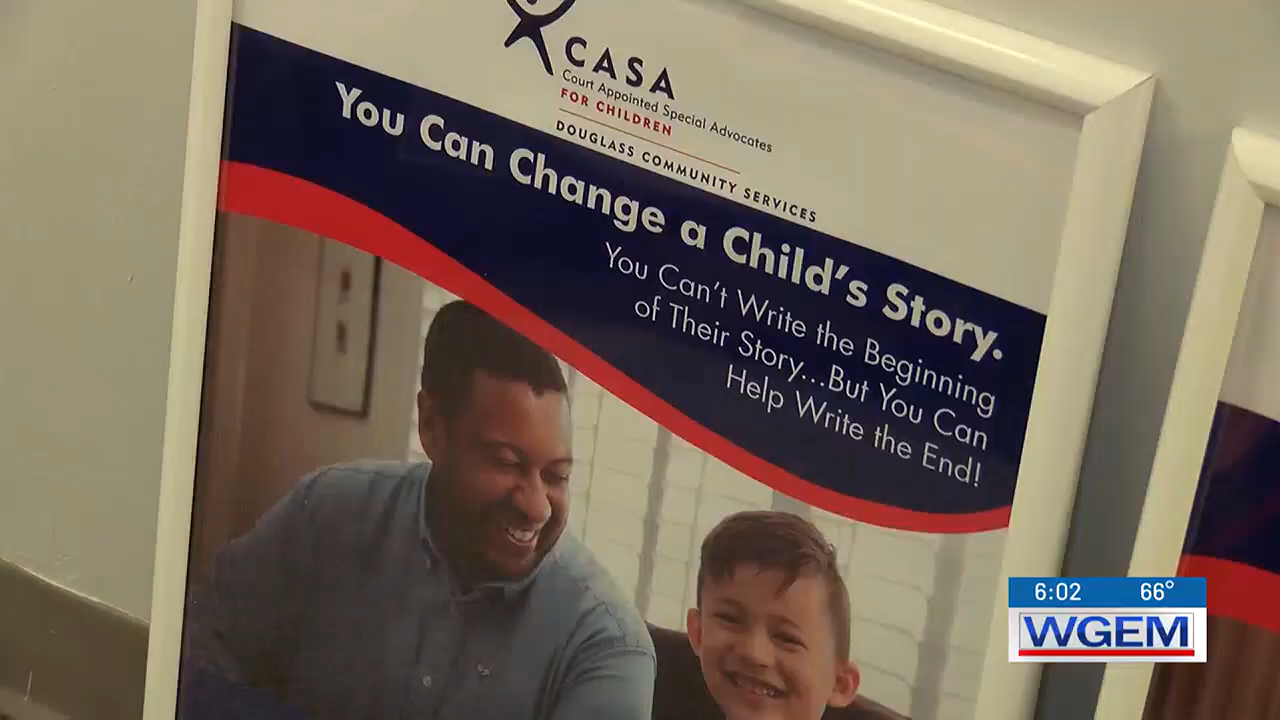 CASA
Court Appointed Special Advocates
FOR CHILDREN
DOUGLASS COMMUNITY SERVICES
You Can Change a Child's Story.
You Can't Write the Beginning
of Their Story...But You Can
Help Write the End!
6:02 66°
WGEM